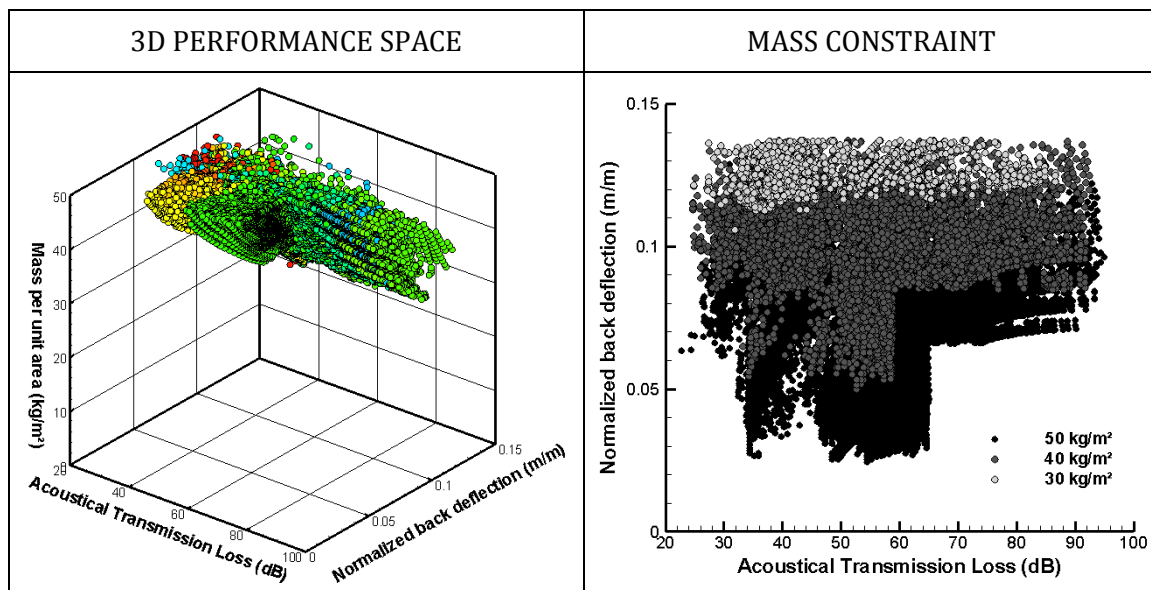 3D PERFORMANCE SPACE
MASS CONSTRAINT
50
40
30
20
10
0
Mass per unit area (kg/m²)
20
40
60
80
100
Acoustical Transmission Loss (dB)
0
0.05
0.1
0.15
Normalized back deflection (m/m)
0.15
0.1
0.05
0
Normalized back deflection (m/m)
50 kg/m²
40 kg/m²
30 kg/m²
20 30 40 50 60 70 80 90 100
Acoustical Transmission Loss (dB)